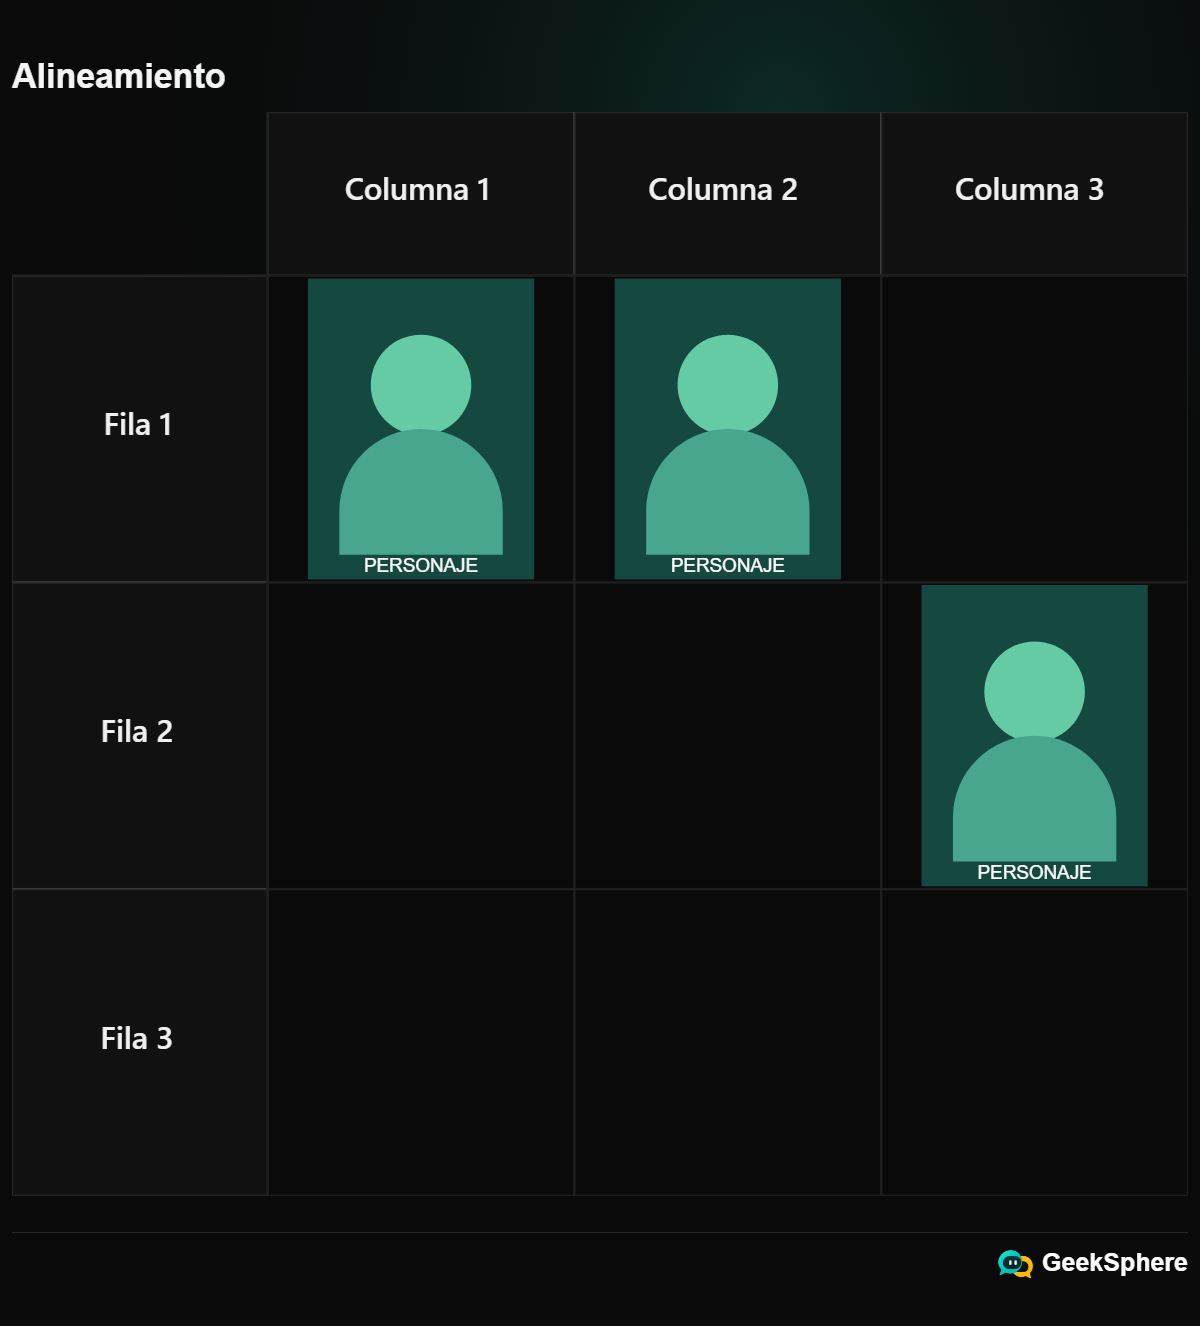 Alineamiento
Columna 1
Columna 2
Columna 3
Fila 1
PERSONAJE
PERSONAJE
Fila 2
PERSONAJE
Fila 3
GeekSphere